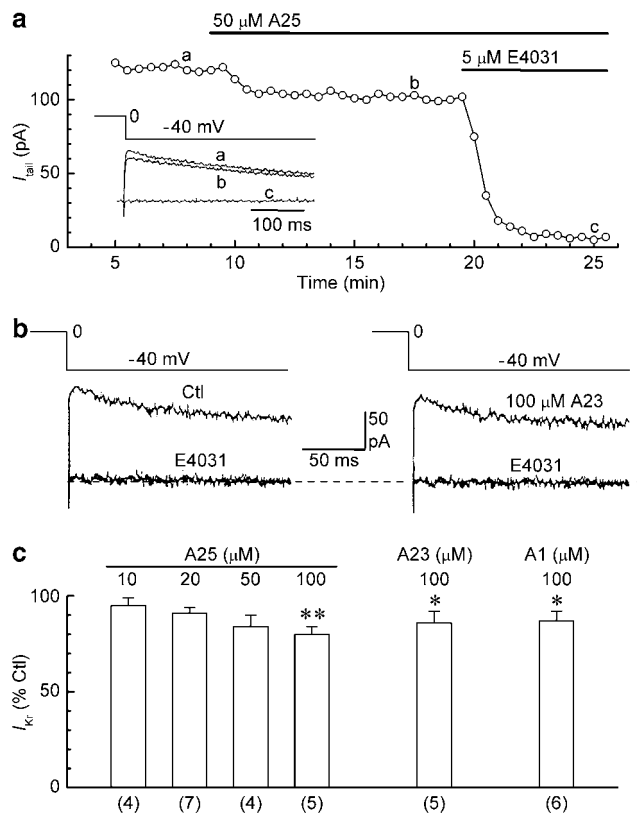 a
50 μM A25
5 μM E4031
a
b
c
100
50
0
I_tail (pA)
0
-40 mV
a
b
c
100 ms
5 10 15 20 25
Time (min)
b
0
-40 mV
Ctl
E4031
50 pA
50 ms
0
-40 mV
100 μM A23
E4031
c
A25 (μM) A23 (μM) A1 (μM)
10 20 50 100 100 100
** * *
100
50
0
I_Kr (% Ctl)
(4) (7) (4) (5) (5) (6)